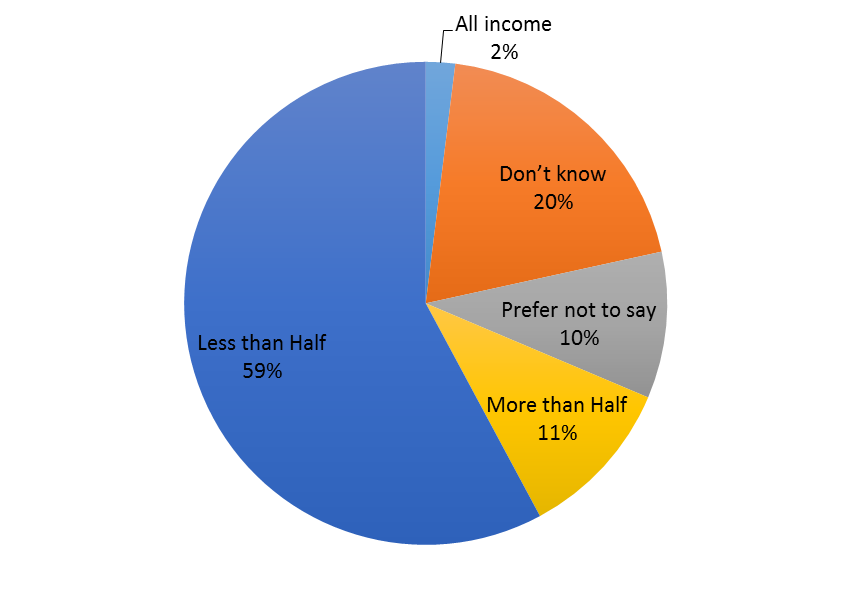 All income
2%
Don’t know
20%
Prefer not to say
10%
Less than Half
59%
More than Half
11%